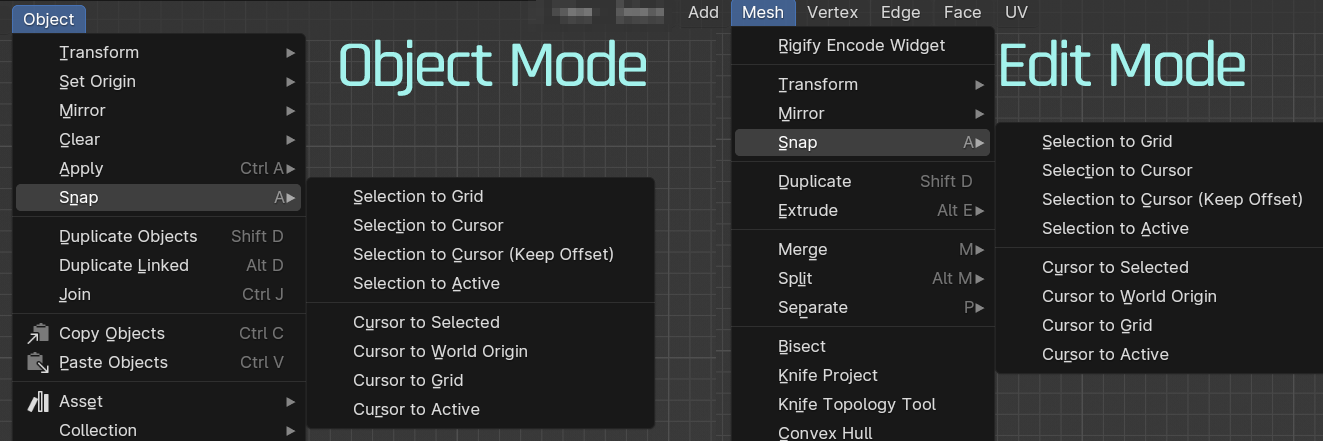 Object
Transform
Set Origin
Mirror
Clear
Apply Ctrl A
Snap A
Duplicate Objects Shift D
Duplicate Linked Alt D
Join Ctrl J
Copy Objects Ctrl C
Paste Objects Ctrl V
Asset
Collection
Object Mode
Selection to Grid
Selection to Cursor
Selection to Cursor (Keep Offset)
Selection to Active
Cursor to Selected
Cursor to World Origin
Cursor to Grid
Cursor to Active
Add Mesh Vertex Edge Face UV
Rigify Encode Widget
Transform
Mirror
Snap A
Duplicate Shift D
Extrude Alt E
Merge M
Split Alt M
Separate P
Bisect
Knife Project
Knife Topology Tool
Convex Hull
Edit Mode
Selection to Grid
Selection to Cursor
Selection to Cursor (Keep Offset)
Selection to Active
Cursor to Selected
Cursor to World Origin
Cursor to Grid
Cursor to Active